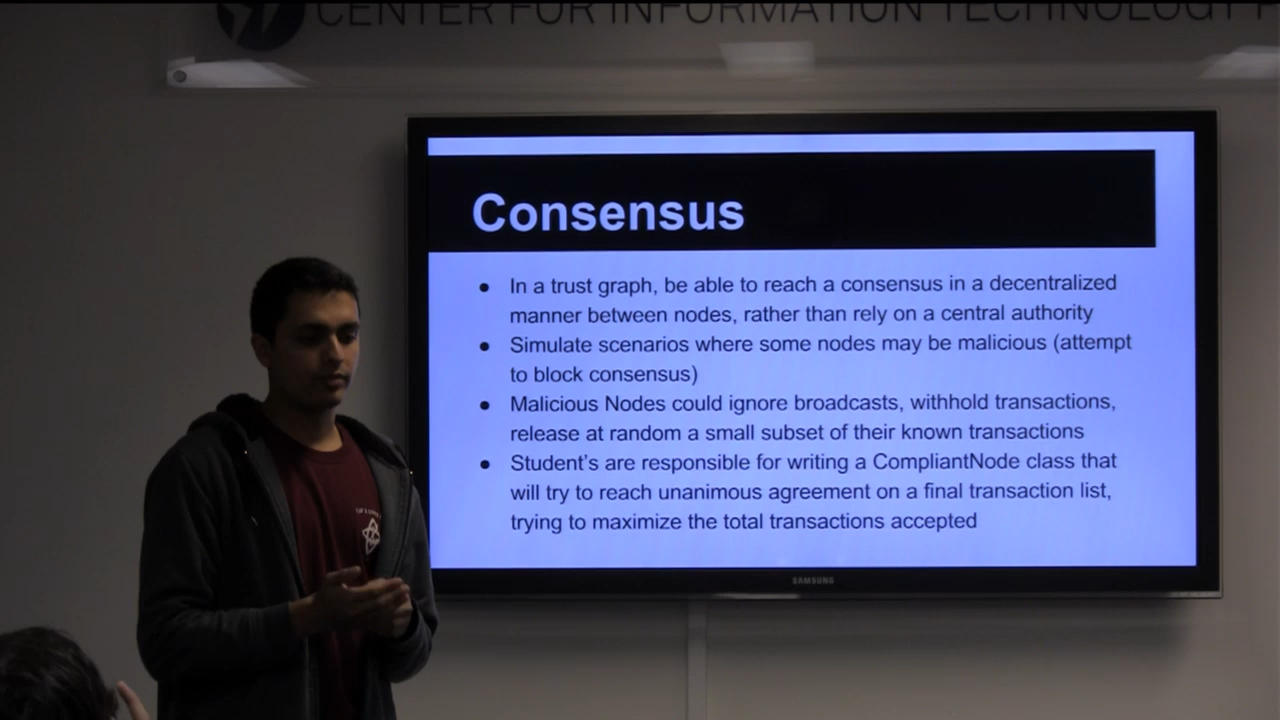 CENTER FOR INFORMATION TECHNOLOGY
Consensus
• In a trust graph, be able to reach a consensus in a decentralized
manner between nodes, rather than rely on a central authority
• Simulate scenarios where some nodes may be malicious (attempt
to block consensus)
• Malicious Nodes could ignore broadcasts, withhold transactions,
release at random a small subset of their known transactions
• Student's are responsible for writing a CompliantNode class that
will try to reach unanimous agreement on a final transaction list,
trying to maximize the total transactions accepted
SAMSUNG